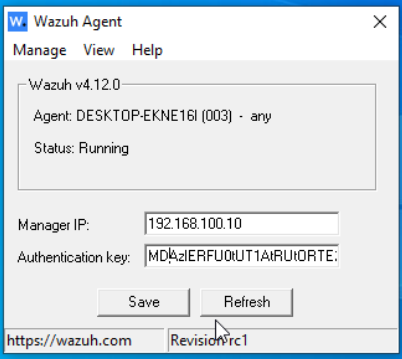 W. Wazuh Agent
Manage View Help
Wazuh v4.12.0
Agent: DESKTOP-EKNE16I (003) - any
Status: Running
Manager IP: 192.168.100.10
Authentication key: MDAzIERFU0tUT1AtRUtORTE
Save Refresh
https://wazuh.com Revision rc1